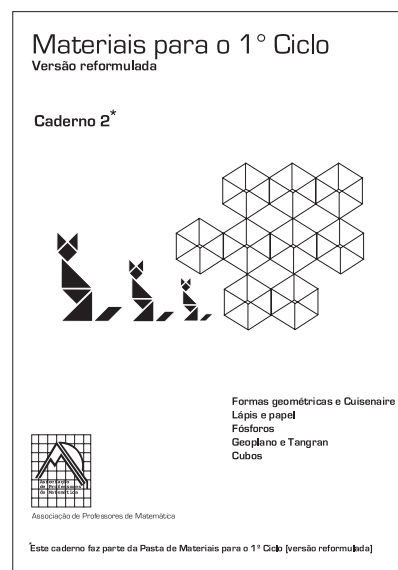 Materiais para o 1° Ciclo
Versão reformulada
Caderno 2*
Formas geométricas e Cuisenaire
Lápis e papel
Fósforos
Geoplano e Tangran
Cubos
Associação
de Professores
de Matemática
Associação de Professores de Matemática
*Este caderno faz parte da Pasta de Materiais para o 1º Ciclo [versão reformulada]